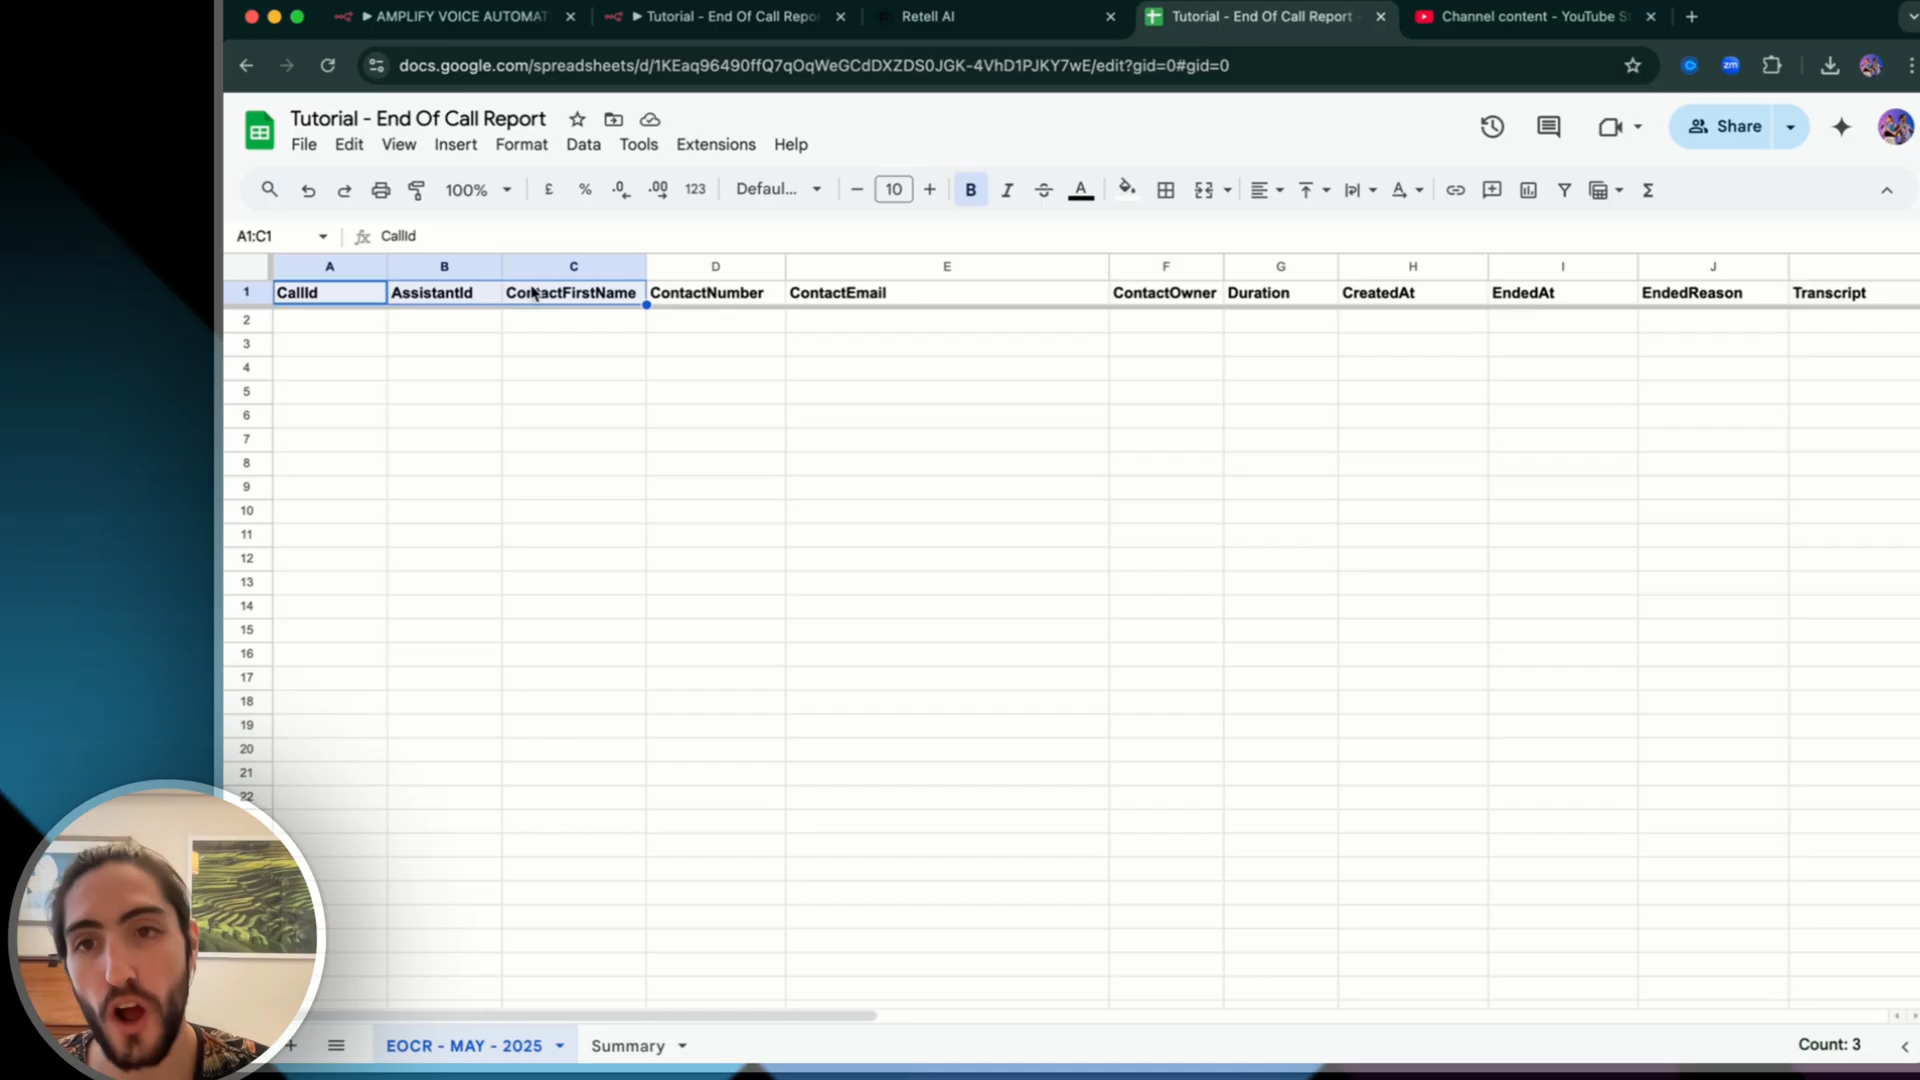 AMPLIFY VOICE AUTOMAT
Tutorial - End Of Call Repor
Retell AI
Tutorial - End Of Call Report
Channel content - YouTube S
docs.google.com/spreadsheets/d/1KEaq96490ffQ7qOqWeGCdDXZDS0JGK-4VhD1PJKY7wE/edit?gid=0#gid=0
zm
Tutorial - End Of Call Report
Share
File Edit View Insert Format Data Tools Extensions Help
100% £ % .0 .00 123 Defaul... 10 B I A
A1:C1 fx CallId
A B C D E F G H I J
1 CallId AssistantId ContactFirstName ContactNumber ContactEmail ContactOwner Duration CreatedAt EndedAt EndedReason Transcript
2
3
4
5
6
7
8
9
10
11
12
13
14
15
16
17
18
19
20
21
22
EOCR - MAY - 2025 Summary Count: 3